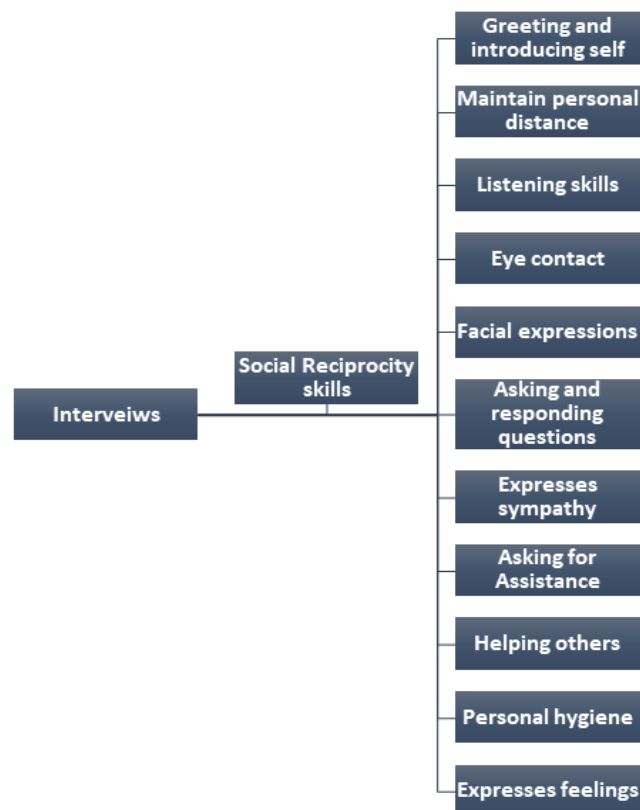 Interveiws
Social Reciprocity
skills
Greeting and
introducing self
Maintain personal
distance
Listening skills
Eye contact
Facial expressions
Asking and
responding
questions
Expresses
sympathy
Asking for
Assistance
Helping others
Personal hygiene
Expresses feelings